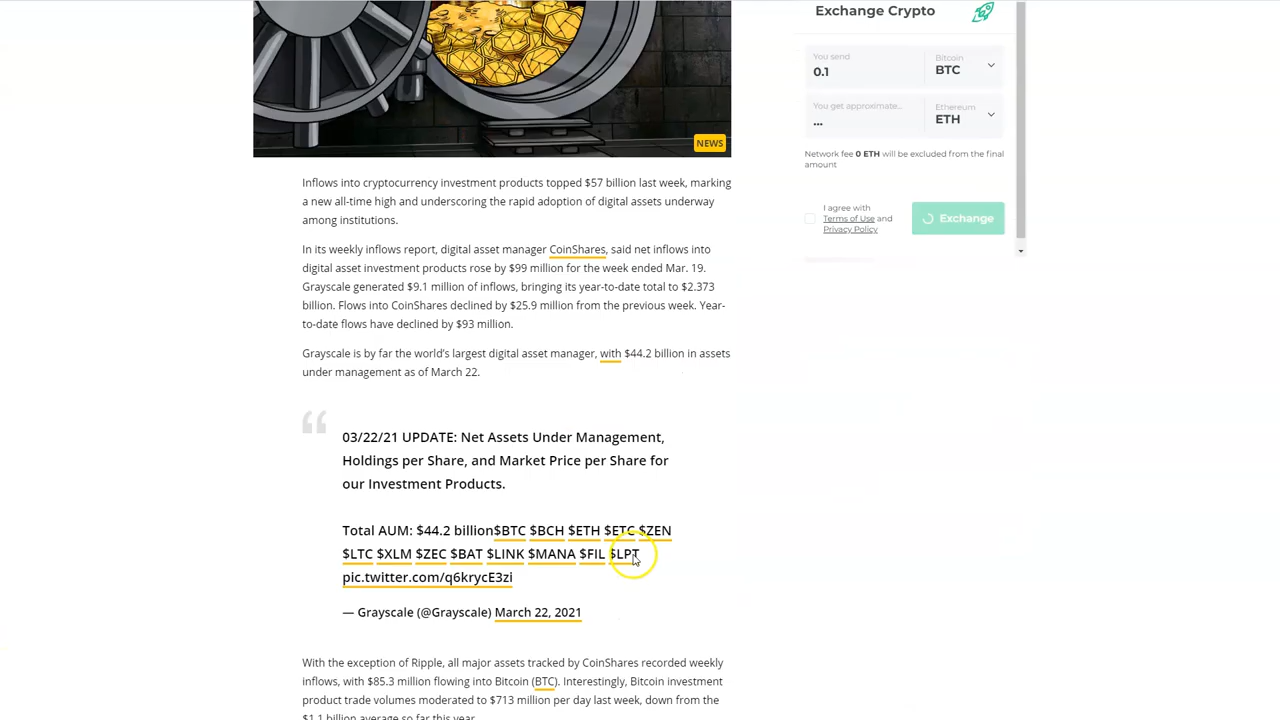 Exchange Crypto
You send
0.1
Bitcoin
BTC
You get approximate...
...
Ethereum
ETH
Network fee 0 ETH will be excluded from the final
amount
I agree with
Terms of Use and
Privacy Policy
Exchange
NEWS
Inflows into cryptocurrency investment products topped $57 billion last week, marking
a new all-time high and underscoring the rapid adoption of digital assets underway
among institutions.
In its weekly inflows report, digital asset manager CoinShares, said net inflows into
digital asset investment products rose by $99 million for the week ended Mar. 19.
Grayscale generated $9.1 million of inflows, bringing its year-to-date total to $2.373
billion. Flows into CoinShares declined by $25.9 million from the previous week. Year-
to-date flows have declined by $93 million.
Grayscale is by far the world's largest digital asset manager, with $44.2 billion in assets
under management as of March 22.
03/22/21 UPDATE: Net Assets Under Management,
Holdings per Share, and Market Price per Share for
our Investment Products.
Total AUM: $44.2 billion$BTC $BCH $ETH $ETC $ZEN
$LTC $XLM $ZEC $BAT $LINK $MANA $FIL $LPT
pic.twitter.com/q6krycE3zi
— Grayscale (@Grayscale) March 22, 2021
With the exception of Ripple, all major assets tracked by CoinShares recorded weekly
inflows, with $85.3 million flowing into Bitcoin (BTC). Interestingly, Bitcoin investment
product trade volumes moderated to $713 million per day last week, down from the
$1.1 billion average so far this year.